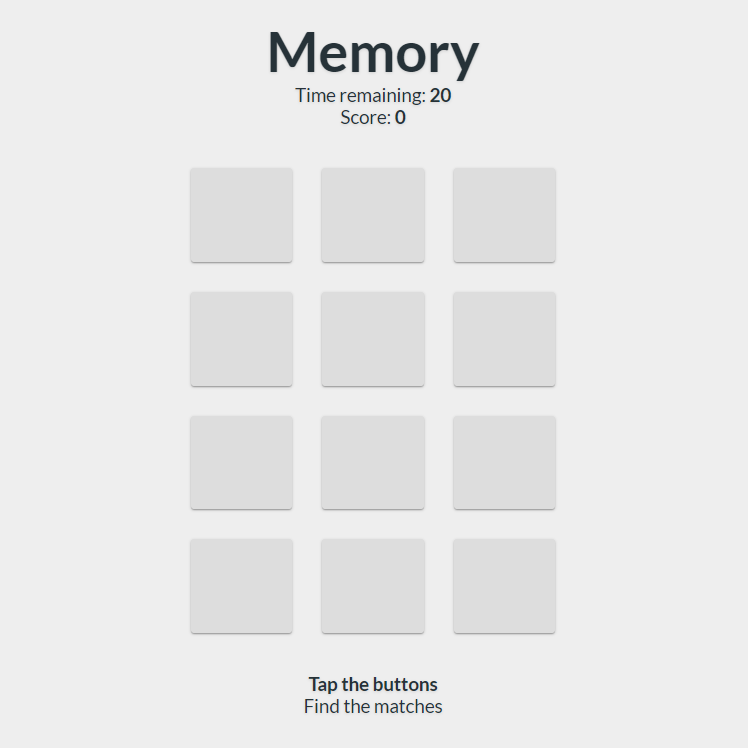 Memory
Time remaining: 20
Score: 0
Tap the buttons
Find the matches